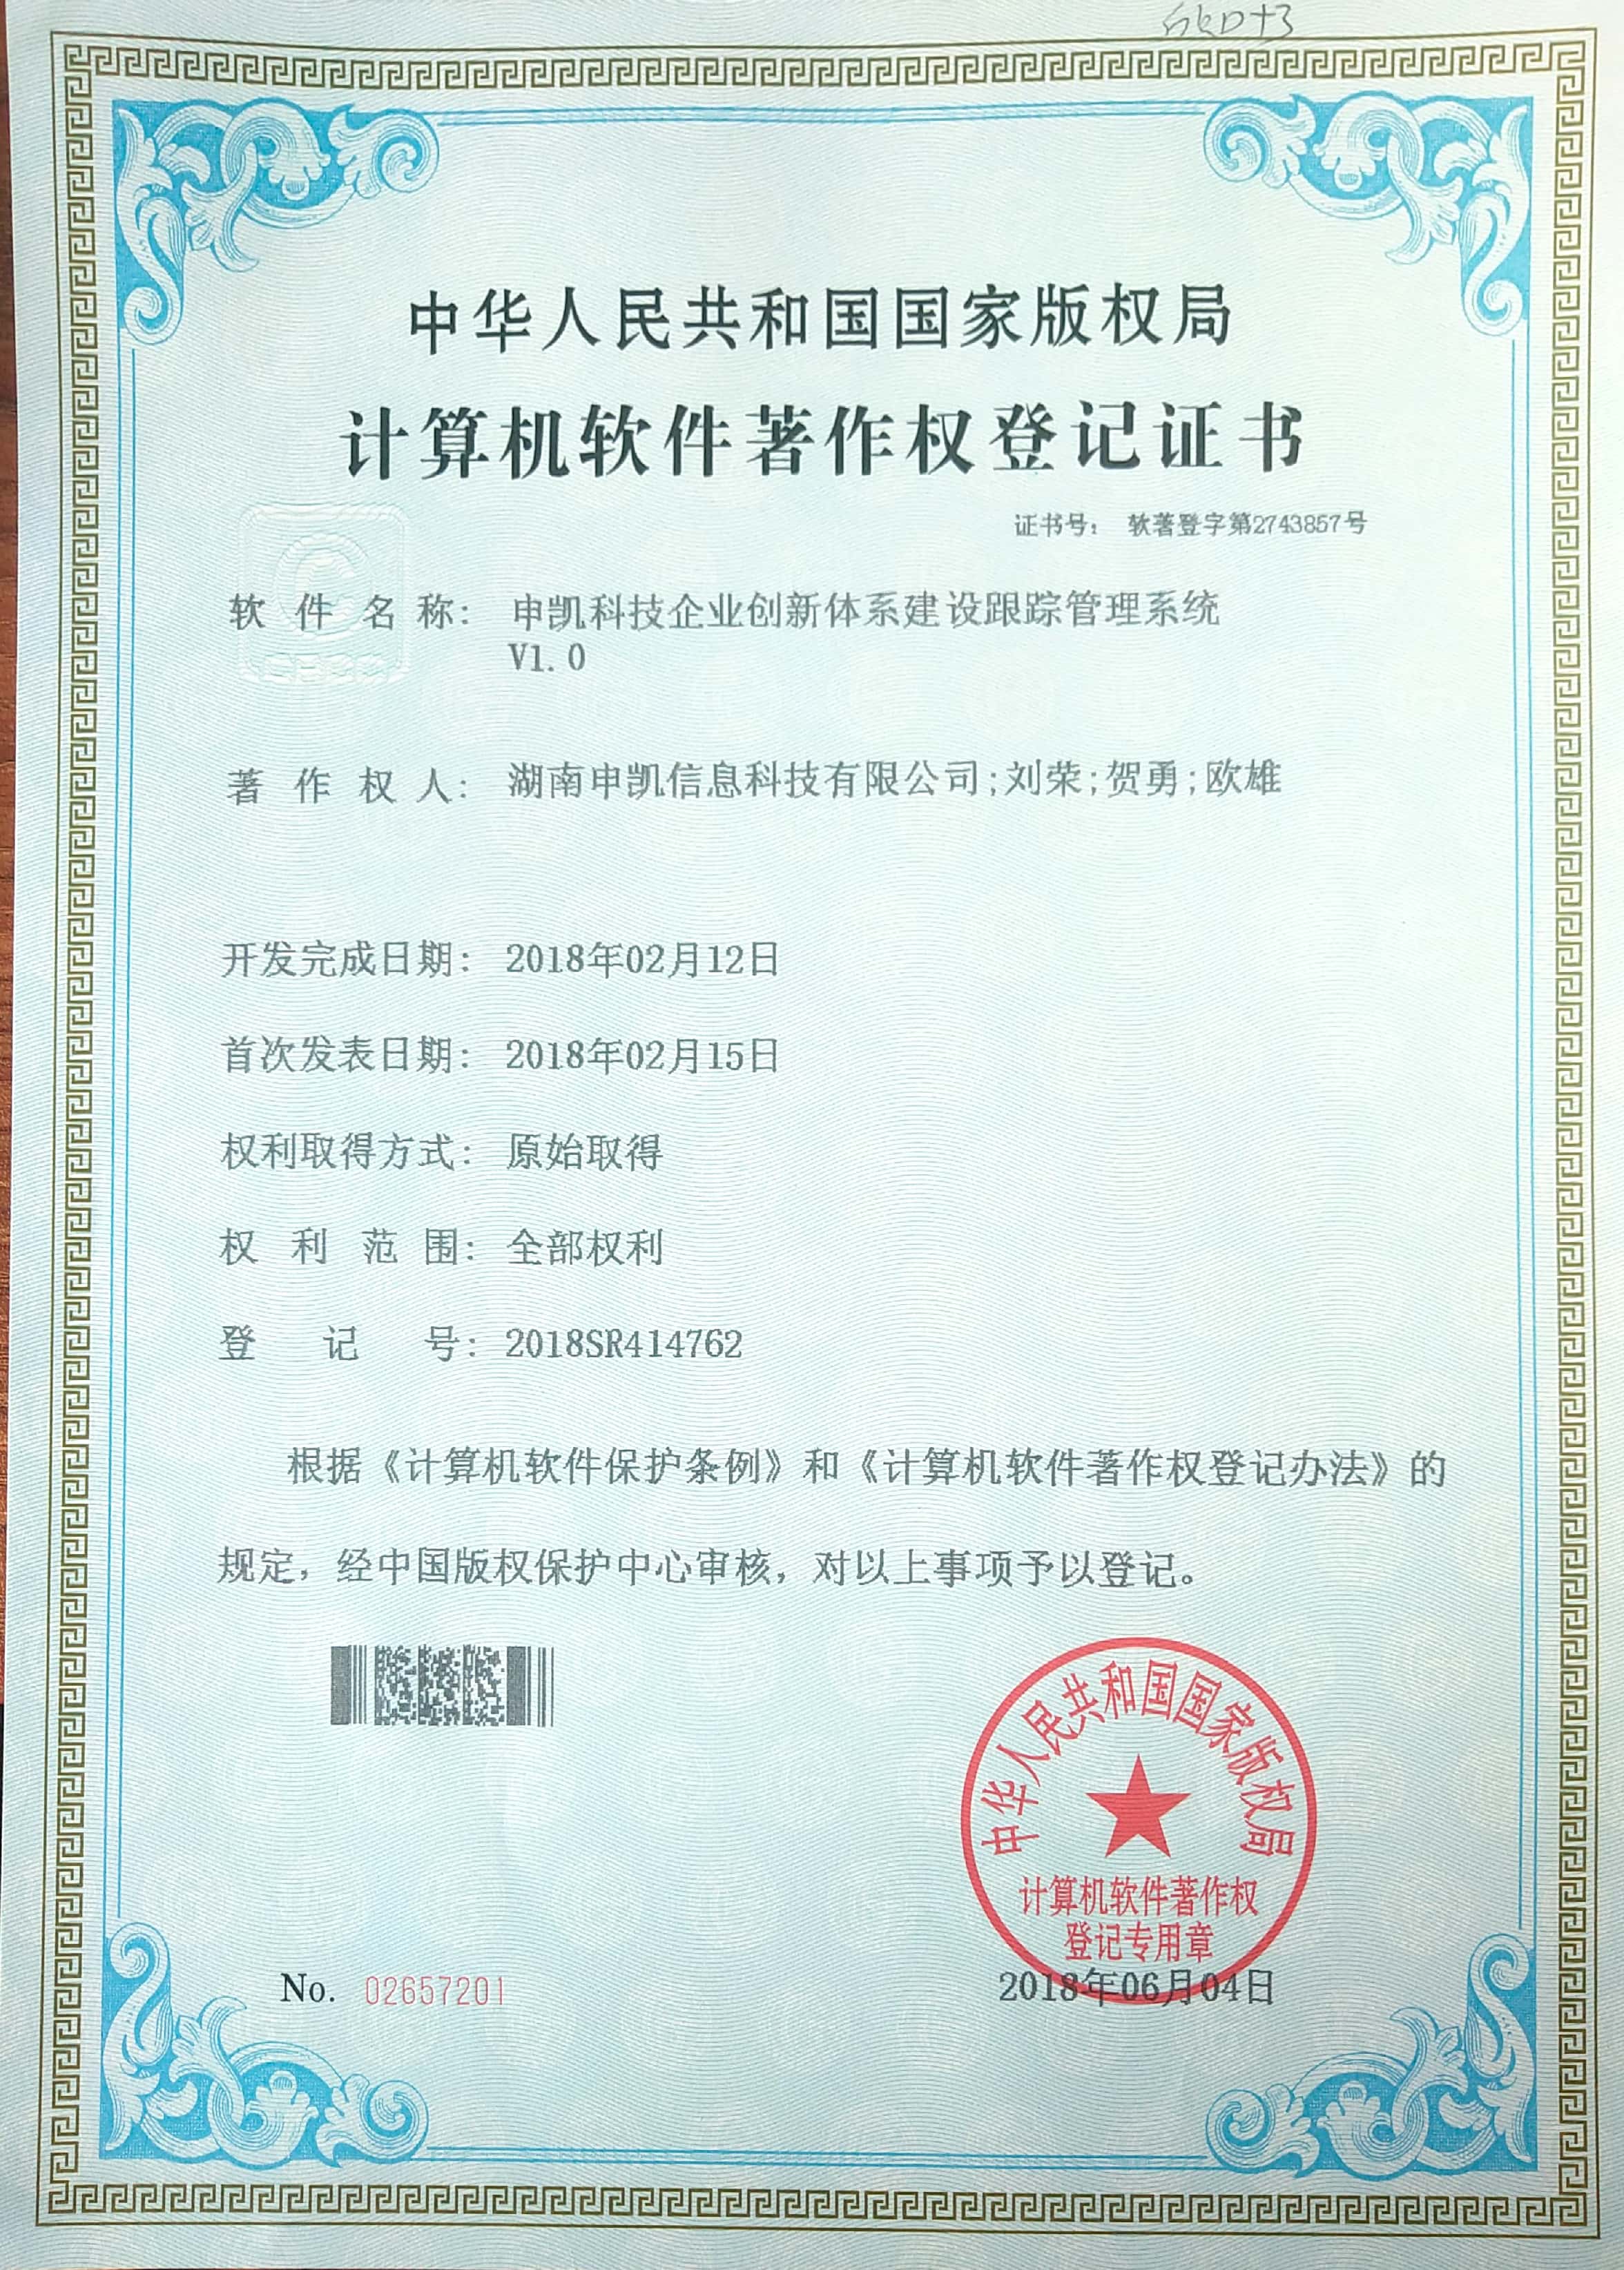 中华人民共和国国家版权局
计算机软件著作权登记证书
证书号： 软著登字第2743857号
软件名称： 申凯科技企业创新体系建设跟踪管理系统
V1.0
著作权人： 湖南申凯信息科技有限公司;刘荣;贺勇;欧雄
开发完成日期： 2018年02月12日
首次发表日期： 2018年02月15日
权利取得方式： 原始取得
权利范围： 全部权利
登记号： 2018SR414762
根据《计算机软件保护条例》和《计算机软件著作权登记办法》的
规定，经中国版权保护中心审核，对以上事项予以登记。
中华人民共和国国家版权局
计算机软件著作权
登记专用章
No. 02657201
2018年06月04日